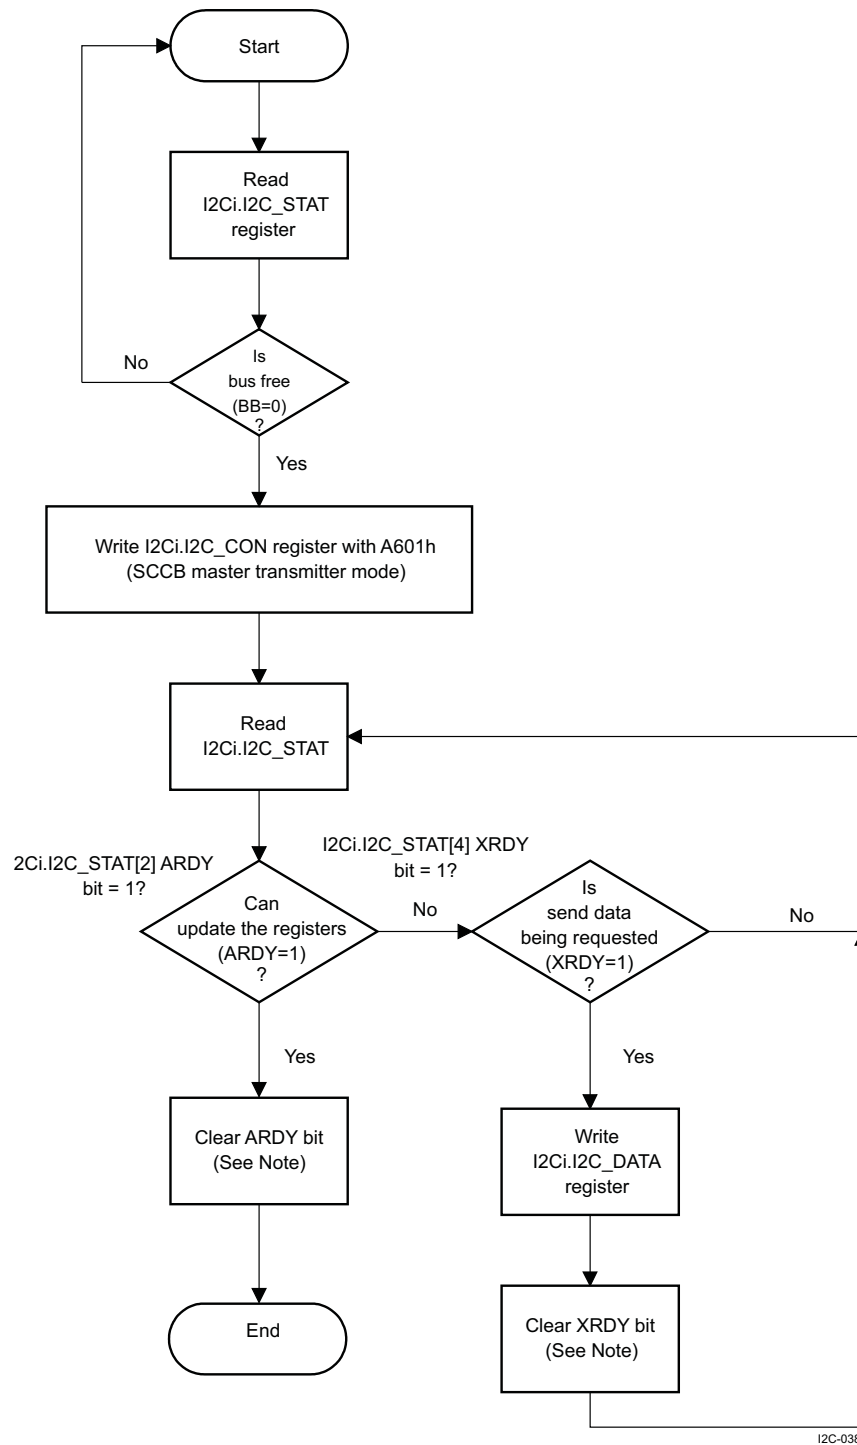 Start
Read
I2Ci.I2C_STAT
register
No
Is
bus free
(BB=0)
?
Yes
Write I2Ci.I2C_CON register with A601h
(SCCB master transmitter mode)
Read
I2Ci.I2C_STAT
2Ci.I2C_STAT[2] ARDY
bit = 1?
I2Ci.I2C_STAT[4] XRDY
bit = 1?
Can
update the registers
(ARDY=1)
?
No
Is
send data
being requested
(XRDY=1)
?
No
Yes
Yes
Clear ARDY bit
(See Note)
Write
I2Ci.I2C_DATA
register
End
Clear XRDY bit
(See Note)
I2C-038